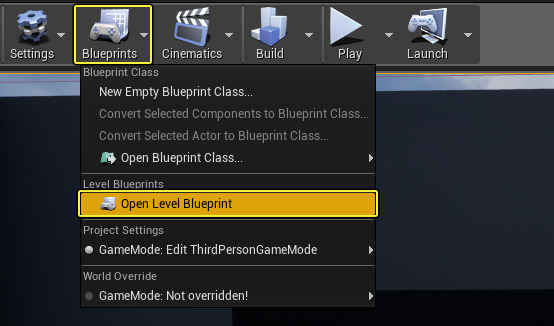 Settings Blueprints Cinematics Build Play Launch
Blueprint Class
New Empty Blueprint Class...
Convert Selected Components to Blueprint Class...
Convert Selected Actor to Blueprint Class...
Open Blueprint Class...
Level Blueprints
Open Level Blueprint
Project Settings
GameMode: Edit ThirdPersonGameMode
World Override
GameMode: Not overridden!